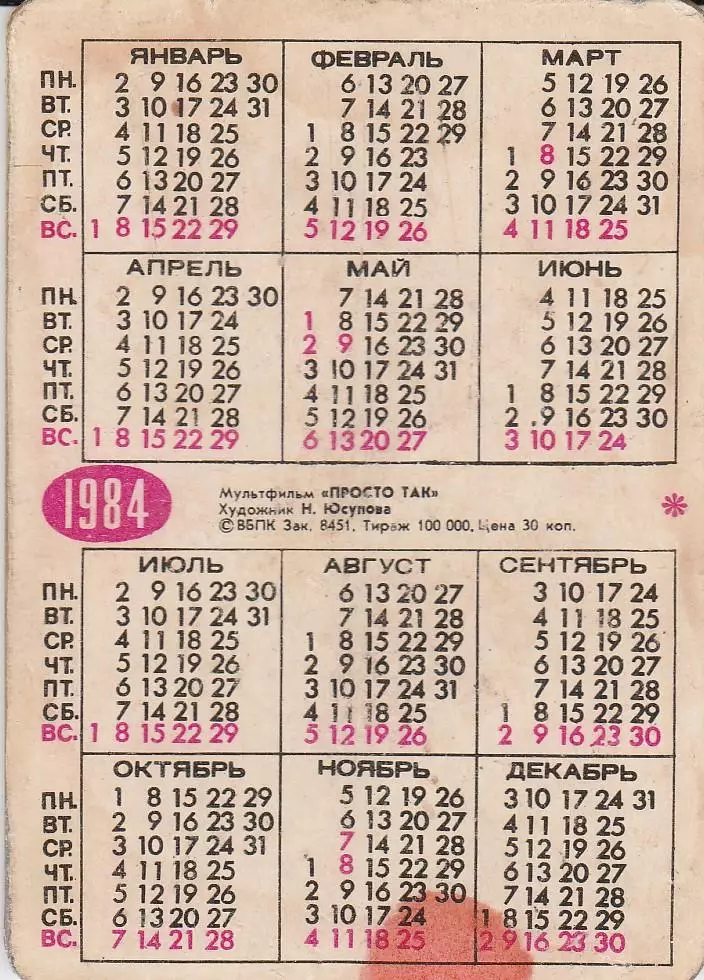 ЯНВАРЬ ФЕВРАЛЬ МАРТ
ПН. 2 9 16 23 30 6 13 20 27 5 12 19 26
ВТ. 3 10 17 24 31 7 14 21 28 6 13 20 27
СР. 4 11 18 25 1 8 15 22 29 7 14 21 28
ЧТ. 5 12 19 26 2 9 16 23 1 8 15 22 29
ПТ. 6 13 20 27 3 10 17 24 2 9 16 23 30
СБ. 7 14 21 28 4 11 18 25 3 10 17 24 31
ВС. 1 8 15 22 29 5 12 19 26 4 11 18 25
АПРЕЛЬ МАЙ ИЮНЬ
ПН. 2 9 16 23 30 7 14 21 28 4 11 18 25
ВТ. 3 10 17 24 1 8 15 22 29 5 12 19 26
СР. 4 11 18 25 2 9 16 23 30 6 13 20 27
ЧТ. 5 12 19 26 3 10 17 24 31 7 14 21 28
ПТ. 6 13 20 27 4 11 18 25 1 8 15 22 29
СБ. 7 14 21 28 5 12 19 26 2 9 16 23 30
ВС. 1 8 15 22 29 6 13 20 27 3 10 17 24
1984
Мультфильм «ПРОСТО ТАК»
Художник Н. Юсупова
©ВБПК Зак. 8451. Тираж 100 000. Цена 30 коп.
ИЮЛЬ АВГУСТ СЕНТЯБРЬ
ПН. 2 9 16 23 30 6 13 20 27 3 10 17 24
ВТ. 3 10 17 24 31 7 14 21 28 4 11 18 25
СР. 4 11 18 25 1 8 15 22 29 5 12 19 26
ЧТ. 5 12 19 26 2 9 16 23 30 6 13 20 27
ПТ. 6 13 20 27 3 10 17 24 31 7 14 21 28
СБ. 7 14 21 28 4 11 18 25 1 8 15 22 29
ВС. 1 8 15 22 29 5 12 19 26 2 9 16 23 30
ОКТЯБРЬ НОЯБРЬ ДЕКАБРЬ
ПН. 1 8 15 22 29 5 12 19 26 3 10 17 24 31
ВТ. 2 9 16 23 30 6 13 20 27 4 11 18 25
СР. 3 10 17 24 31 7 14 21 28 5 12 19 26
ЧТ. 4 11 18 25 1 8 15 22 29 6 13 20 27
ПТ. 5 12 19 26 2 9 16 23 30 7 14 21 28
СБ. 6 13 20 27 3 10 17 24 1 8 15 22 29
ВС. 7 14 21 28 4 11 18 25 2 9 16 23 30